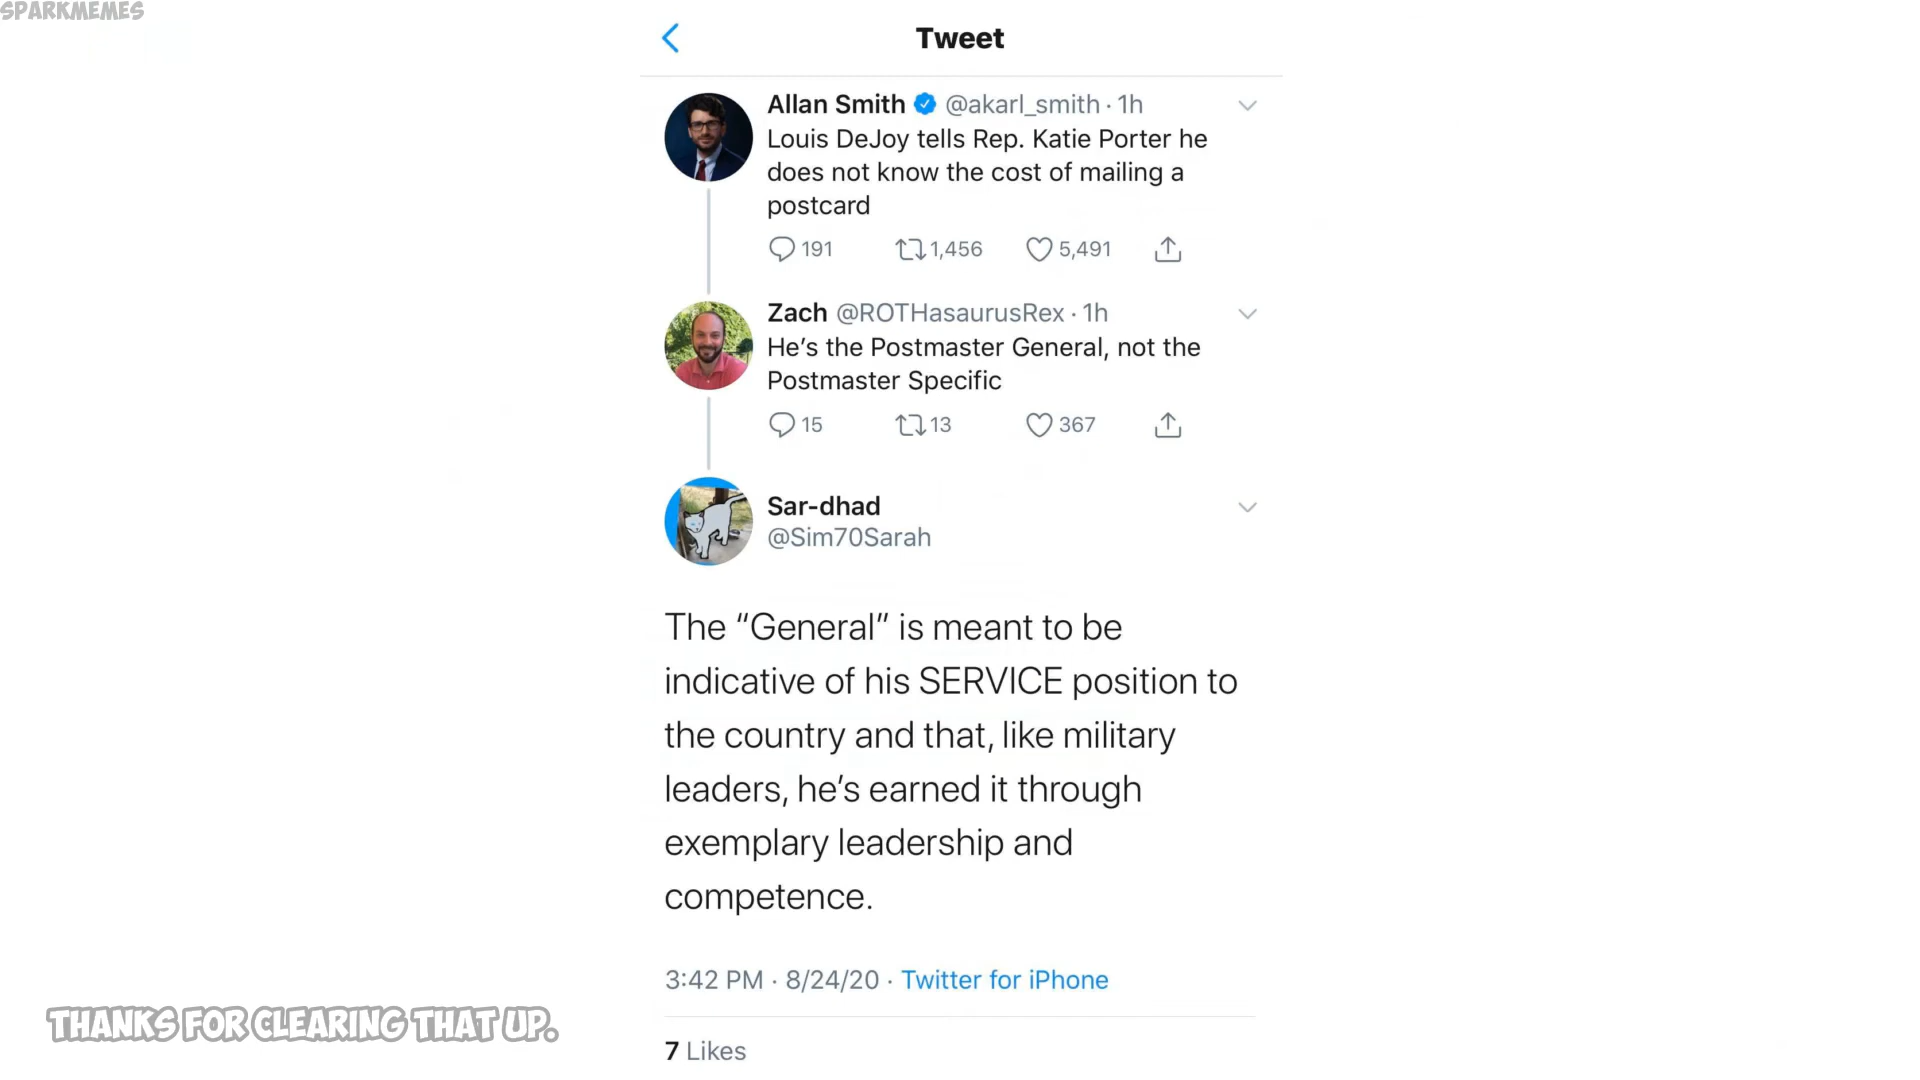 SPARKMEMES
Tweet
Allan Smith @akarl_smith · 1h
Louis DeJoy tells Rep. Katie Porter he
does not know the cost of mailing a
postcard
191 1,456 5,491
Zach @ROTHasaurusRex · 1h
He’s the Postmaster General, not the
Postmaster Specific
15 13 367
Sar-dhad
@Sim70Sarah
The “General” is meant to be
indicative of his SERVICE position to
the country and that, like military
leaders, he’s earned it through
exemplary leadership and
competence.
3:42 PM · 8/24/20 · Twitter for iPhone
THANKS FOR CLEARING THAT UP.
7 Likes